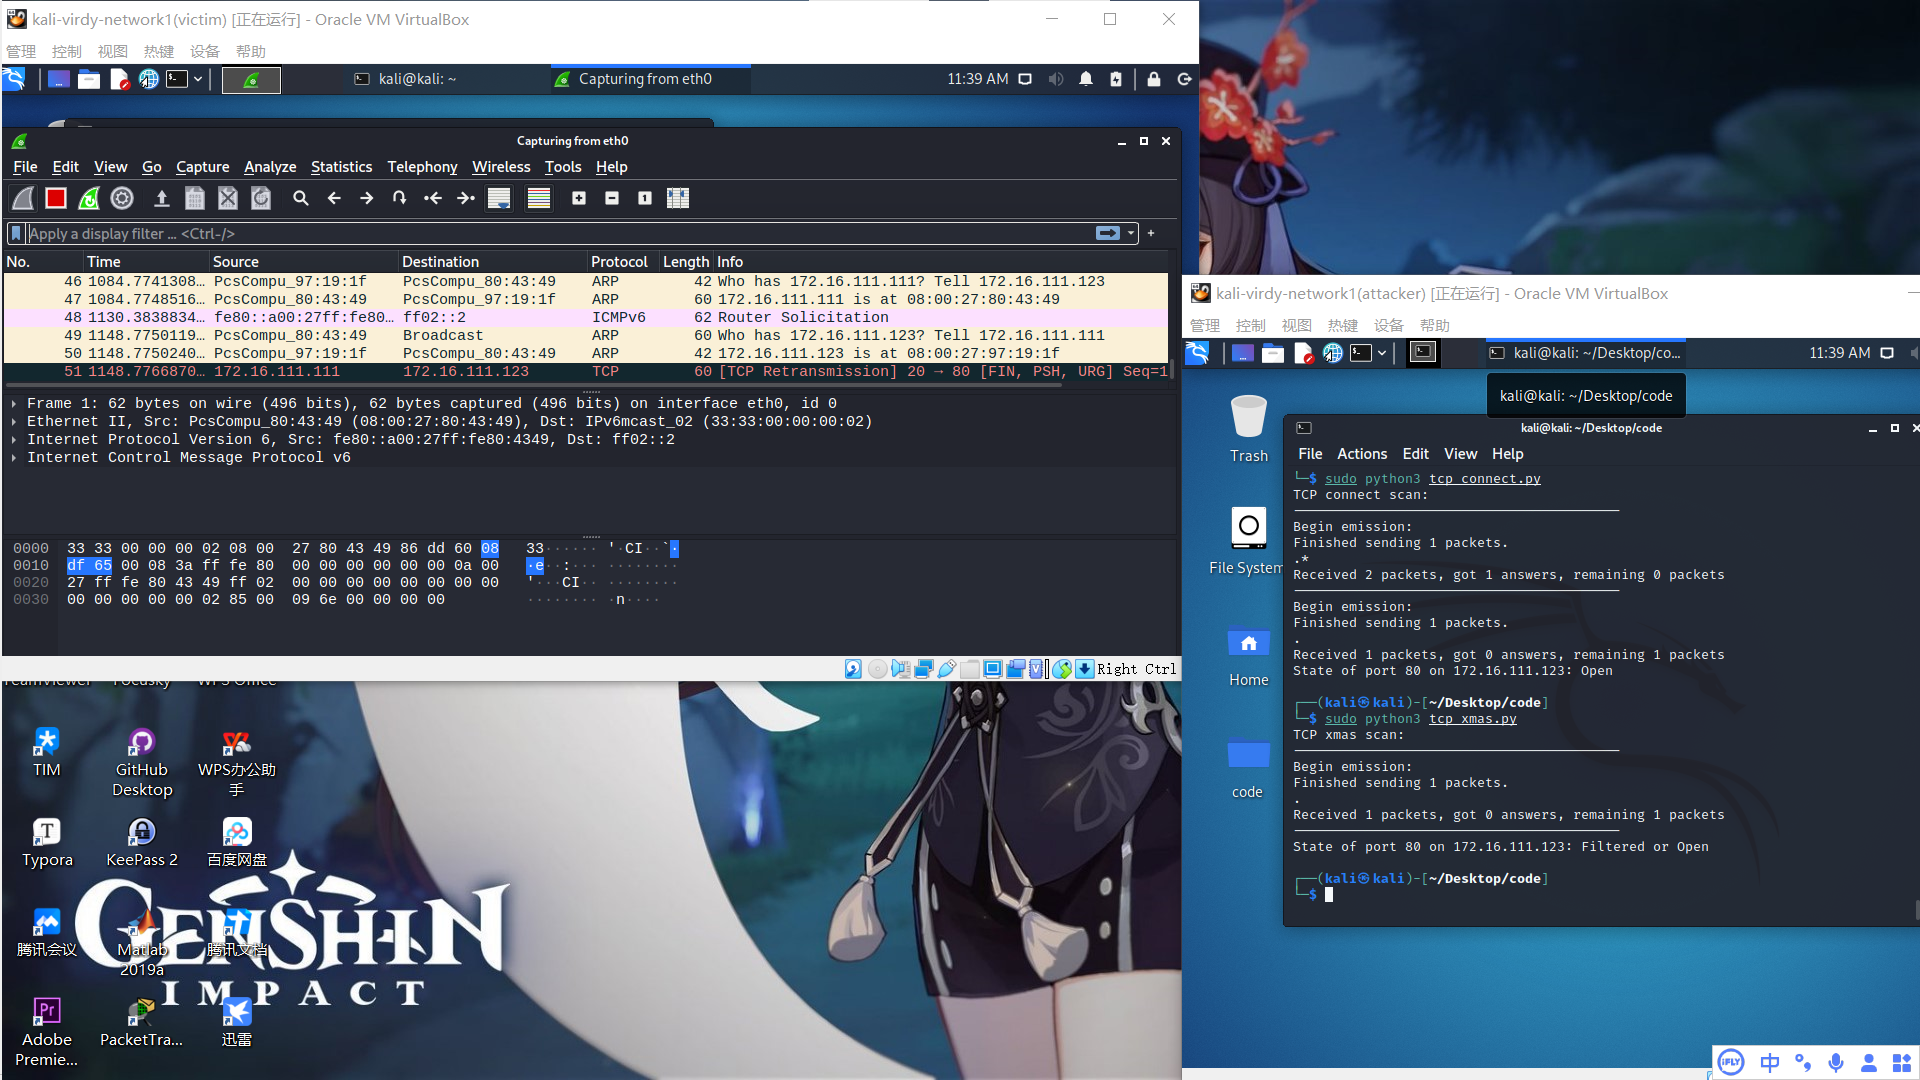 kali-virdy-network1(victim) [正在运行] - Oracle VM VirtualBox
管理 控制 视图 热键 设备 帮助
kali@kali: ~
Capturing from eth0
11:39 AM
Capturing from eth0
File Edit View Go Capture Analyze Statistics Telephony Wireless Tools Help
Apply a display filter ... <Ctrl-/>
No. Time Source Destination Protocol Length Info
46 1084.7741308… PcsCompu_97:19:1f PcsCompu_80:43:49 ARP 42 Who has 172.16.111.111? Tell 172.16.111.123
47 1084.7748516… PcsCompu_80:43:49 PcsCompu_97:19:1f ARP 60 172.16.111.111 is at 08:00:27:80:43:49
48 1130.3838834… fe80::a00:27ff:fe80… ff02::2 ICMPv6 62 Router Solicitation
49 1148.7750119… PcsCompu_80:43:49 Broadcast ARP 60 Who has 172.16.111.123? Tell 172.16.111.111
50 1148.7750240… PcsCompu_97:19:1f PcsCompu_80:43:49 ARP 42 172.16.111.123 is at 08:00:27:97:19:1f
51 1148.7766870… 172.16.111.111 172.16.111.123 TCP 60 [TCP Retransmission] 20 → 80 [FIN, PSH, URG] Seq=1
Frame 1: 62 bytes on wire (496 bits), 62 bytes captured (496 bits) on interface eth0, id 0
Ethernet II, Src: PcsCompu_80:43:49 (08:00:27:80:43:49), Dst: IPv6mcast_02 (33:33:00:00:00:02)
Internet Protocol Version 6, Src: fe80::a00:27ff:fe80:4349, Dst: ff02::2
Internet Control Message Protocol v6
0000 33 33 00 00 00 02 08 00 27 80 43 49 86 dd 60 08 33······ '·CI··`·
0010 df 65 00 08 3a ff fe 80 00 00 00 00 00 00 0a 00 ·e··:··· ········
0020 27 ff fe 80 43 49 ff 02 00 00 00 00 00 00 00 00 '···CI·· ········
0030 00 00 00 00 00 02 85 00 09 6e 00 00 00 00 ········ ·n····
Right Ctrl
TIM
GitHub Desktop
WPS办公助手
Typora
KeePass 2
百度网盘
腾讯会议
Matlab 2019a
腾讯文档
Adobe Premie...
PacketTra...
迅雷
GENSHIN
IMPACT
kali-virdy-network1(attacker) [正在运行] - Oracle VM VirtualBox
管理 控制 视图 热键 设备 帮助
kali@kali: ~/Desktop/co…
11:39 AM
kali@kali: ~/Desktop/code
Trash
File System
Home
code
kali@kali: ~/Desktop/code
File Actions Edit View Help
└─$ sudo python3 tcp_connect.py
TCP connect scan:
─────────────────────────────────────────
Begin emission:
Finished sending 1 packets.
.*
Received 2 packets, got 1 answers, remaining 0 packets
─────────────────────────────────────────
Begin emission:
Finished sending 1 packets.
.
Received 1 packets, got 0 answers, remaining 1 packets
State of port 80 on 172.16.111.123: Open
┌──(kali㉿kali)-[~/Desktop/code]
└─$ sudo python3 tcp_xmas.py
TCP xmas scan:
─────────────────────────────────────────
Begin emission:
Finished sending 1 packets.
.
Received 1 packets, got 0 answers, remaining 1 packets
─────────────────────────────────────────
State of port 80 on 172.16.111.123: Filtered or Open
┌──(kali㉿kali)-[~/Desktop/code]
└─$
iFLY 中